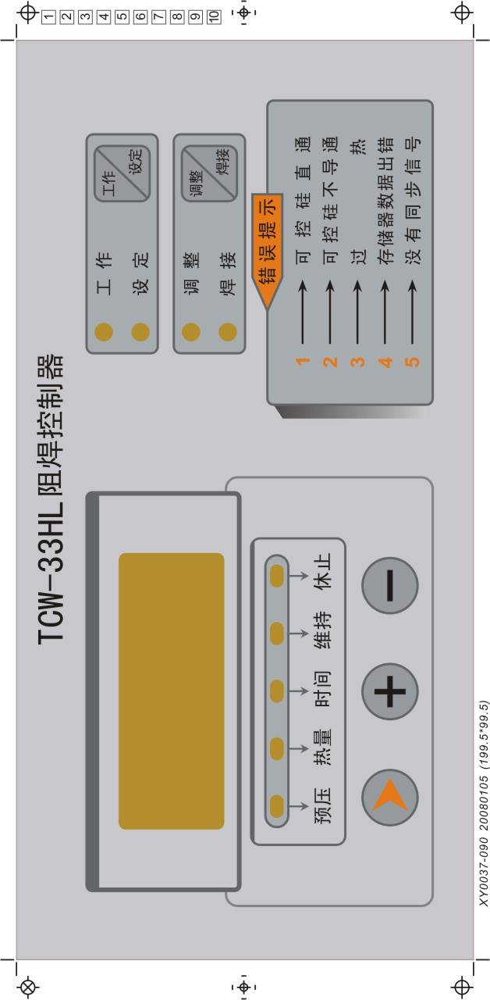 1 2 3 4 5 6 7 8 9 10
TCW-33HL阻焊控制器
预压
热量
时间
维持
休止
工作
设定
工作
设定
调整
焊接
调整
焊接
错误提示
1 可控硅直通
2 可控硅不导通
3 过热
4 存储器数据出错
5 没有同步信号
XY0037-090 20080105 (199.5*99.5)